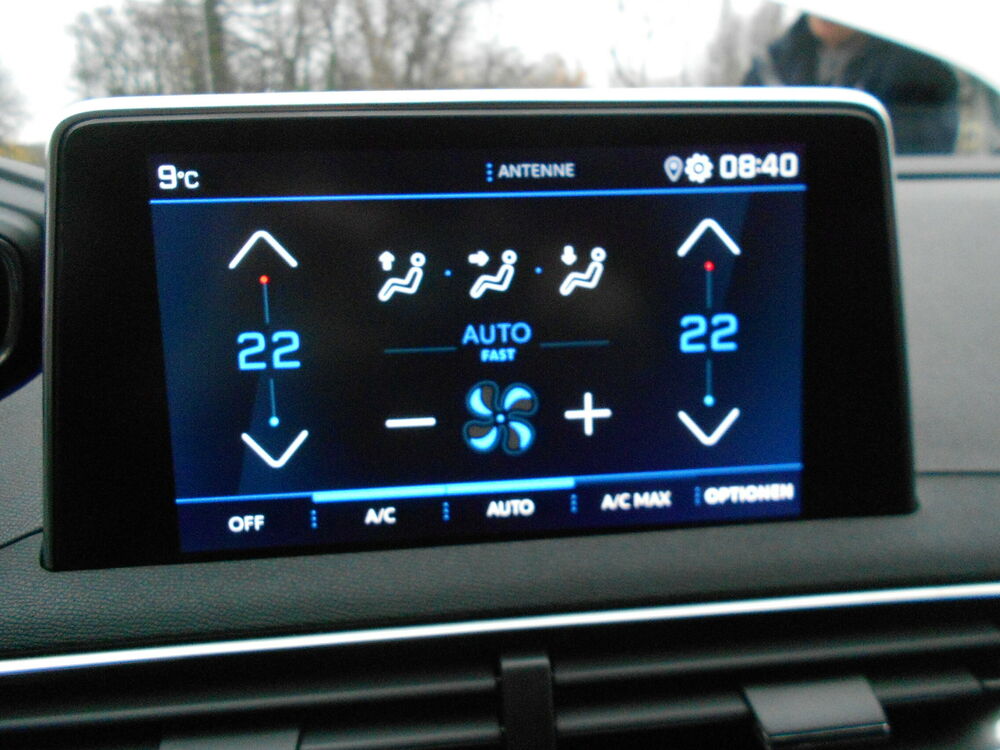 9°C
ANTENNE
08:40
22
AUTO
FAST
22
OFF
A/C
AUTO
A/C MAX
OPTIONEN